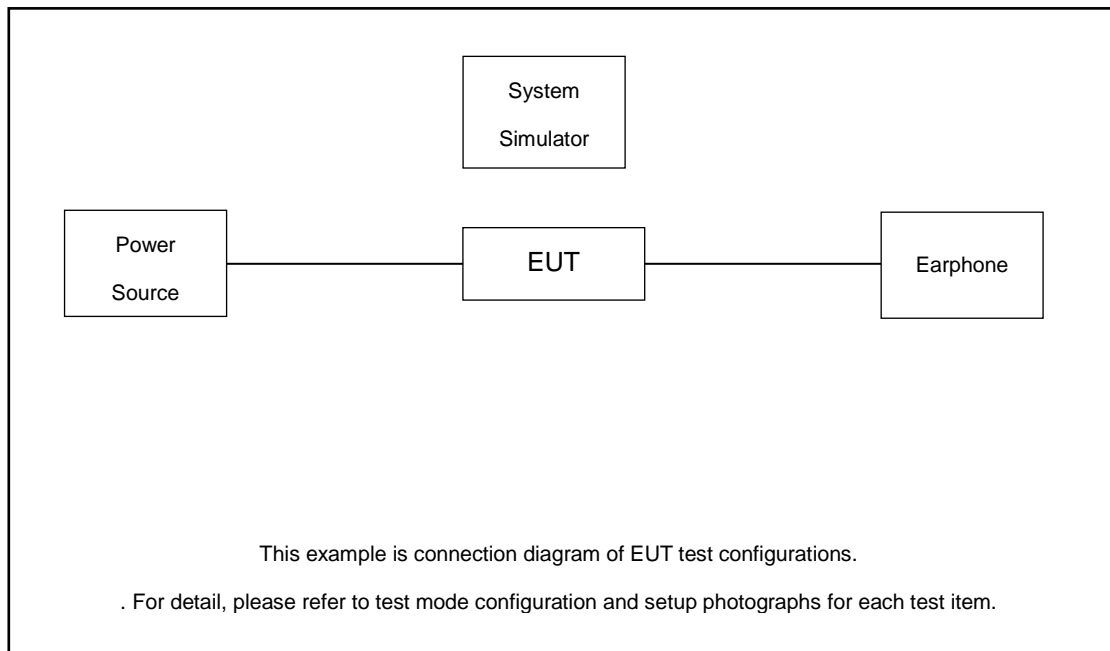 System
Simulator
Power
Source
EUT
Earphone
This example is connection diagram of EUT test configurations.
. For detail, please refer to test mode configuration and setup photographs for each test item.